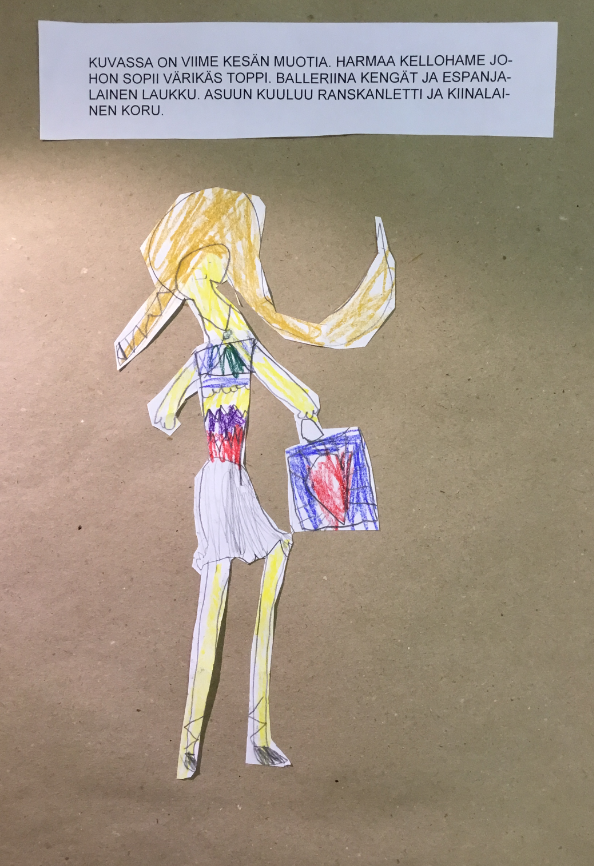 KUVASSA ON VIIME KESÄN MUOTIA. HARMAA KELLOHAME JO-
HON SOPII VÄRIKÄS TOPPI. BALLERIINA KENGÄT JA ESPANJA-
LAINEN LAUKKU. ASUUN KUULUU RANSKANLETTI JA KIINALAI-
NEN KORU.